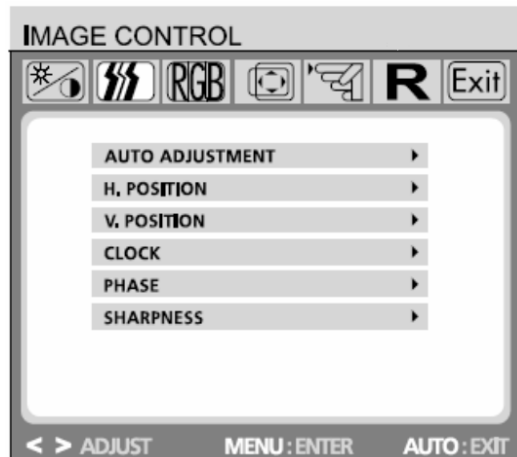 IMAGE CONTROL
RGB R Exit
AUTO ADJUSTMENT
H. POSITION
V. POSITION
CLOCK
PHASE
SHARPNESS
< > ADJUST MENU : ENTER AUTO : EXIT